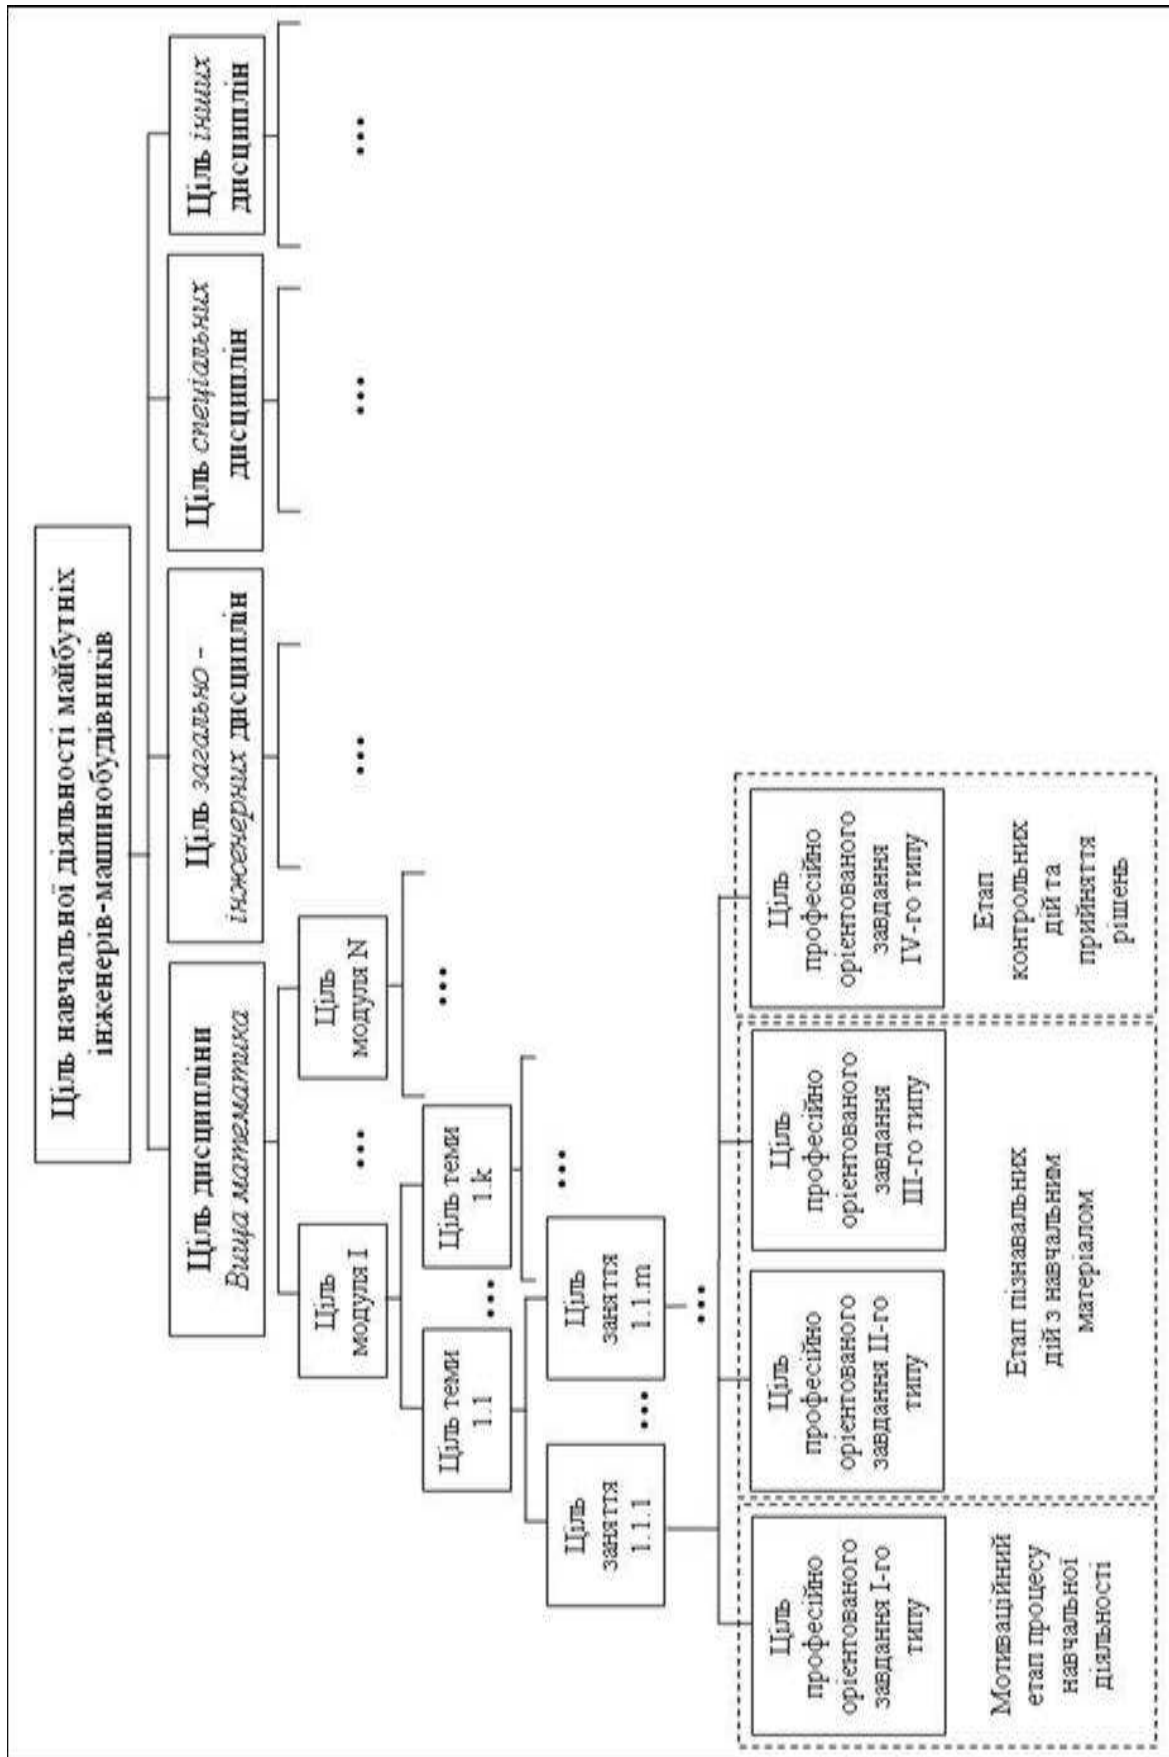 Ціль навчальної діяльності майбутніх
інженерів-машинобудівників
Ціль дисципліни
Вища математика
Ціль загально -
інженерних дисциплін
Ціль спеціальних
дисциплін
Ціль інших
дисциплін
Ціль
модуля I
...
Ціль
модуля N
...
...
...
Ціль теми
1.1
...
Ціль теми
1.k
...
Ціль
заняття
1.1.1
...
Ціль
заняття
1.1.m
...
...
Ціль
професійно
орієнтованого
завдання I-го
типу
Ціль
професійно
орієнтованого
завдання II-го
типу
Ціль
професійно
орієнтованого
завдання
III-го типу
Ціль
професійно
орієнтованого
завдання
IV-го типу
Мотиваційний
етап процесу
навчальної
діяльності
Етап пізнавальних
дій з навчальним
матеріалом
Етап
контрольних
дій та
прийняття
рішень